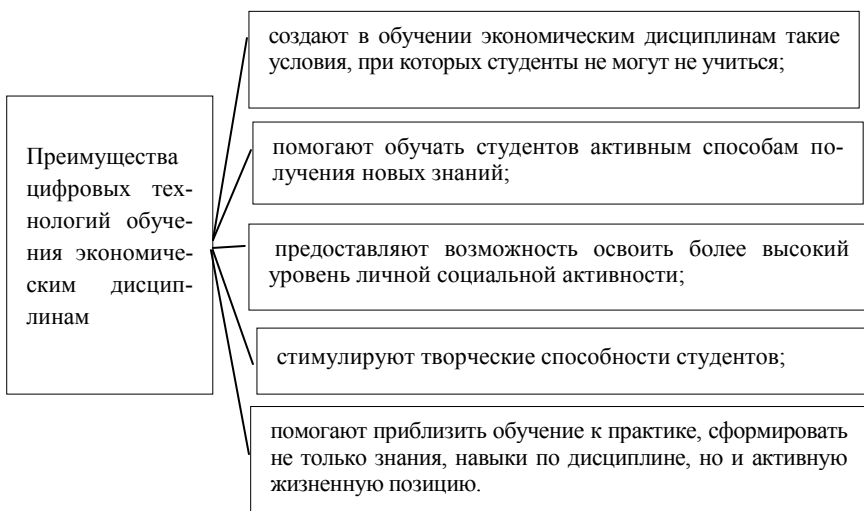 создают в обучении экономическим дисциплинам такие
условия, при которых студенты не могут не учиться;
Преимущества
цифровых тех-
нологий обуче-
ния экономиче-
ским дисцип-
линам
помогают обучать студентов активным способам по-
лучения новых знаний;
предоставляют возможность освоить более высокий
уровень личной социальной активности;
стимулируют творческие способности студентов;
помогают приблизить обучение к практике, сформировать
не только знания, навыки по дисциплине, но и активную
жизненную позицию.